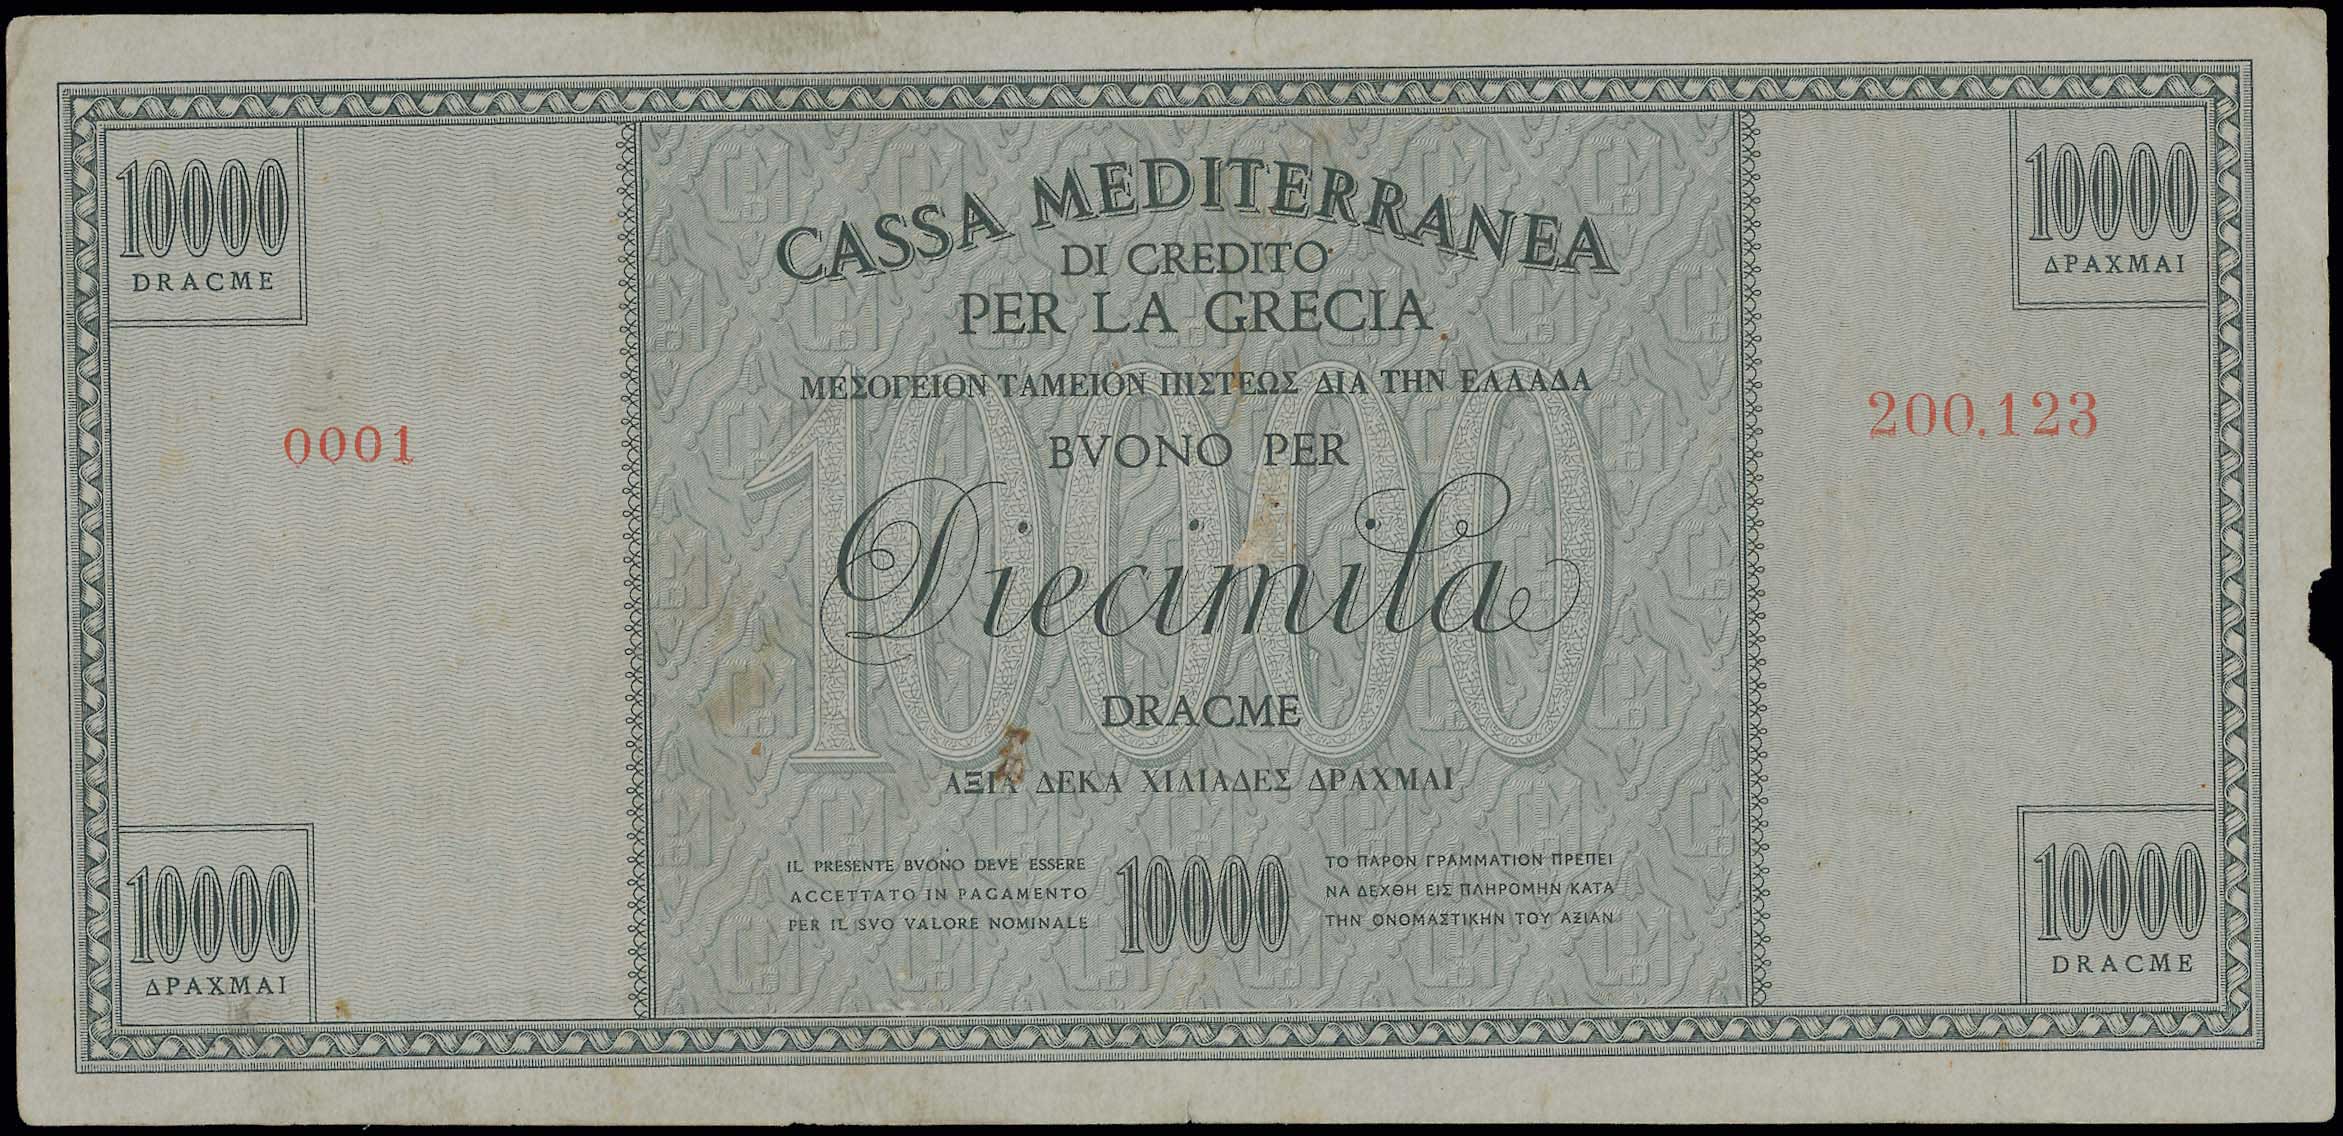 10000
DRACME
10000
ΔΡΑΧΜΑΙ
CASSA MEDITERRANEA
DI CREDITO
PER LA GRECIA
ΜΕΣΟΓΕΙΟΝ ΤΑΜΕΙΟΝ ΠΙΣΤΕΩΣ ΔΙΑ ΤΗΝ ΕΛΛΑΔΑ
0001
200.123
BVONO PER
10000
Diecimila
DRACME
ΑΞΙΑ ΔΕΚΑ ΧΙΛΙΑΔΕΣ ΔΡΑΧΜΑΙ
IL PRESENTE BVONO DEVE ESSERE
ACCETTATO IN PAGAMENTO
PER IL SVO VALORE NOMINALE
10000
ΤΟ ΠΑΡΟΝ ΓΡΑΜΜΑΤΙΟΝ ΠΡΕΠΕΙ
ΝΑ ΔΕΧΘΗ ΕΙΣ ΠΛΗΡΟΜΗΝ ΚΑΤΑ
ΤΗΝ ΟΝΟΜΑΣΤΙΚΗΝ ΤΟΥ ΑΞΙΑΝ
10000
ΔΡΑΧΜΑΙ
10000
DRACME